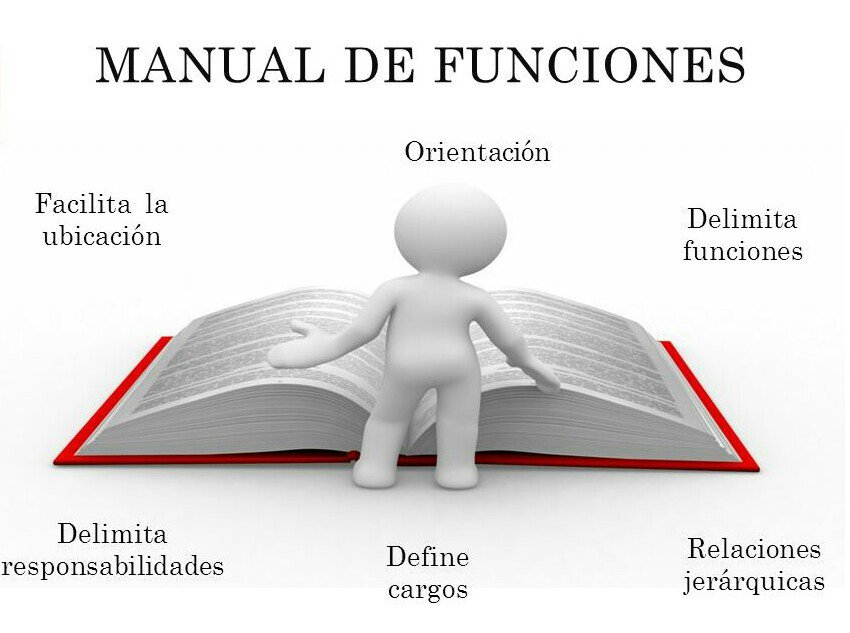 MANUAL DE FUNCIONES
Orientación
Facilita la
ubicación
Delimita
funciones
Delimita
responsabilidades
Define
cargos
Relaciones
jerárquicas